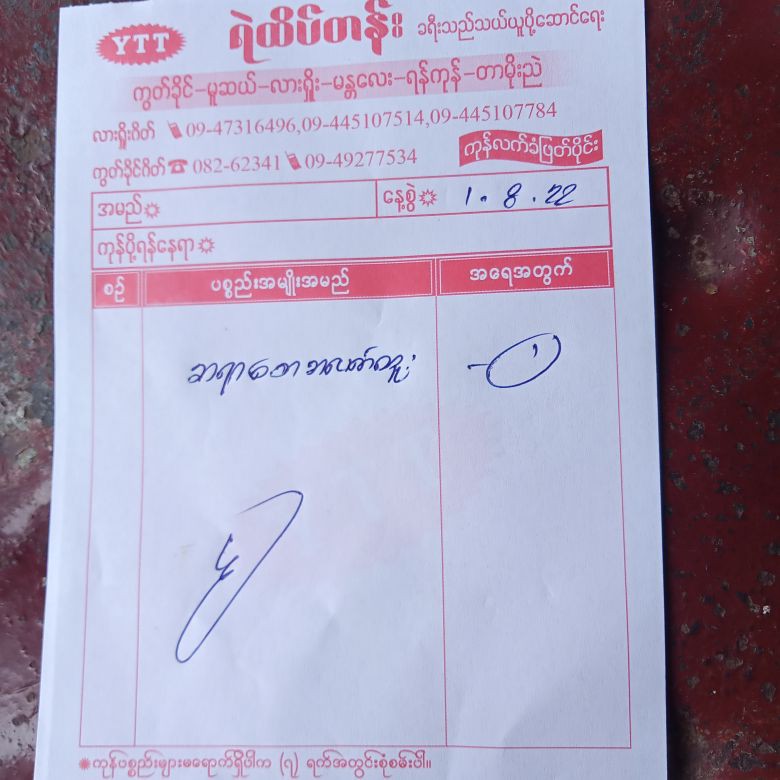 YTT ရဲထိပ်တန်း ခရီးသည်သယ်ယူပို့ဆောင်ရေး
ကွတ်ခိုင်-မူဆယ်-လားရှိုး-မန္တလေး-ရန်ကုန်-တာမိုးညဲ
လားရှိုးဂိတ် 09-47316496,09-445107514,09-445107784
ကွတ်ခိုင်ဂိတ် 082-62341 09-49277534 ကုန်လက်ခံဖြတ်ပိုင်း
အမည် နေ့စွဲ 1.8.22
ကုန်ပို့ရန်နေရာ
စဉ် ပစ္စည်းအမျိုးအမည် အရေအတွက်
ကုန်ပစ္စည်းများမရောက်ရှိပါက (၇) ရက်အတွင်းစုံစမ်းပါ။